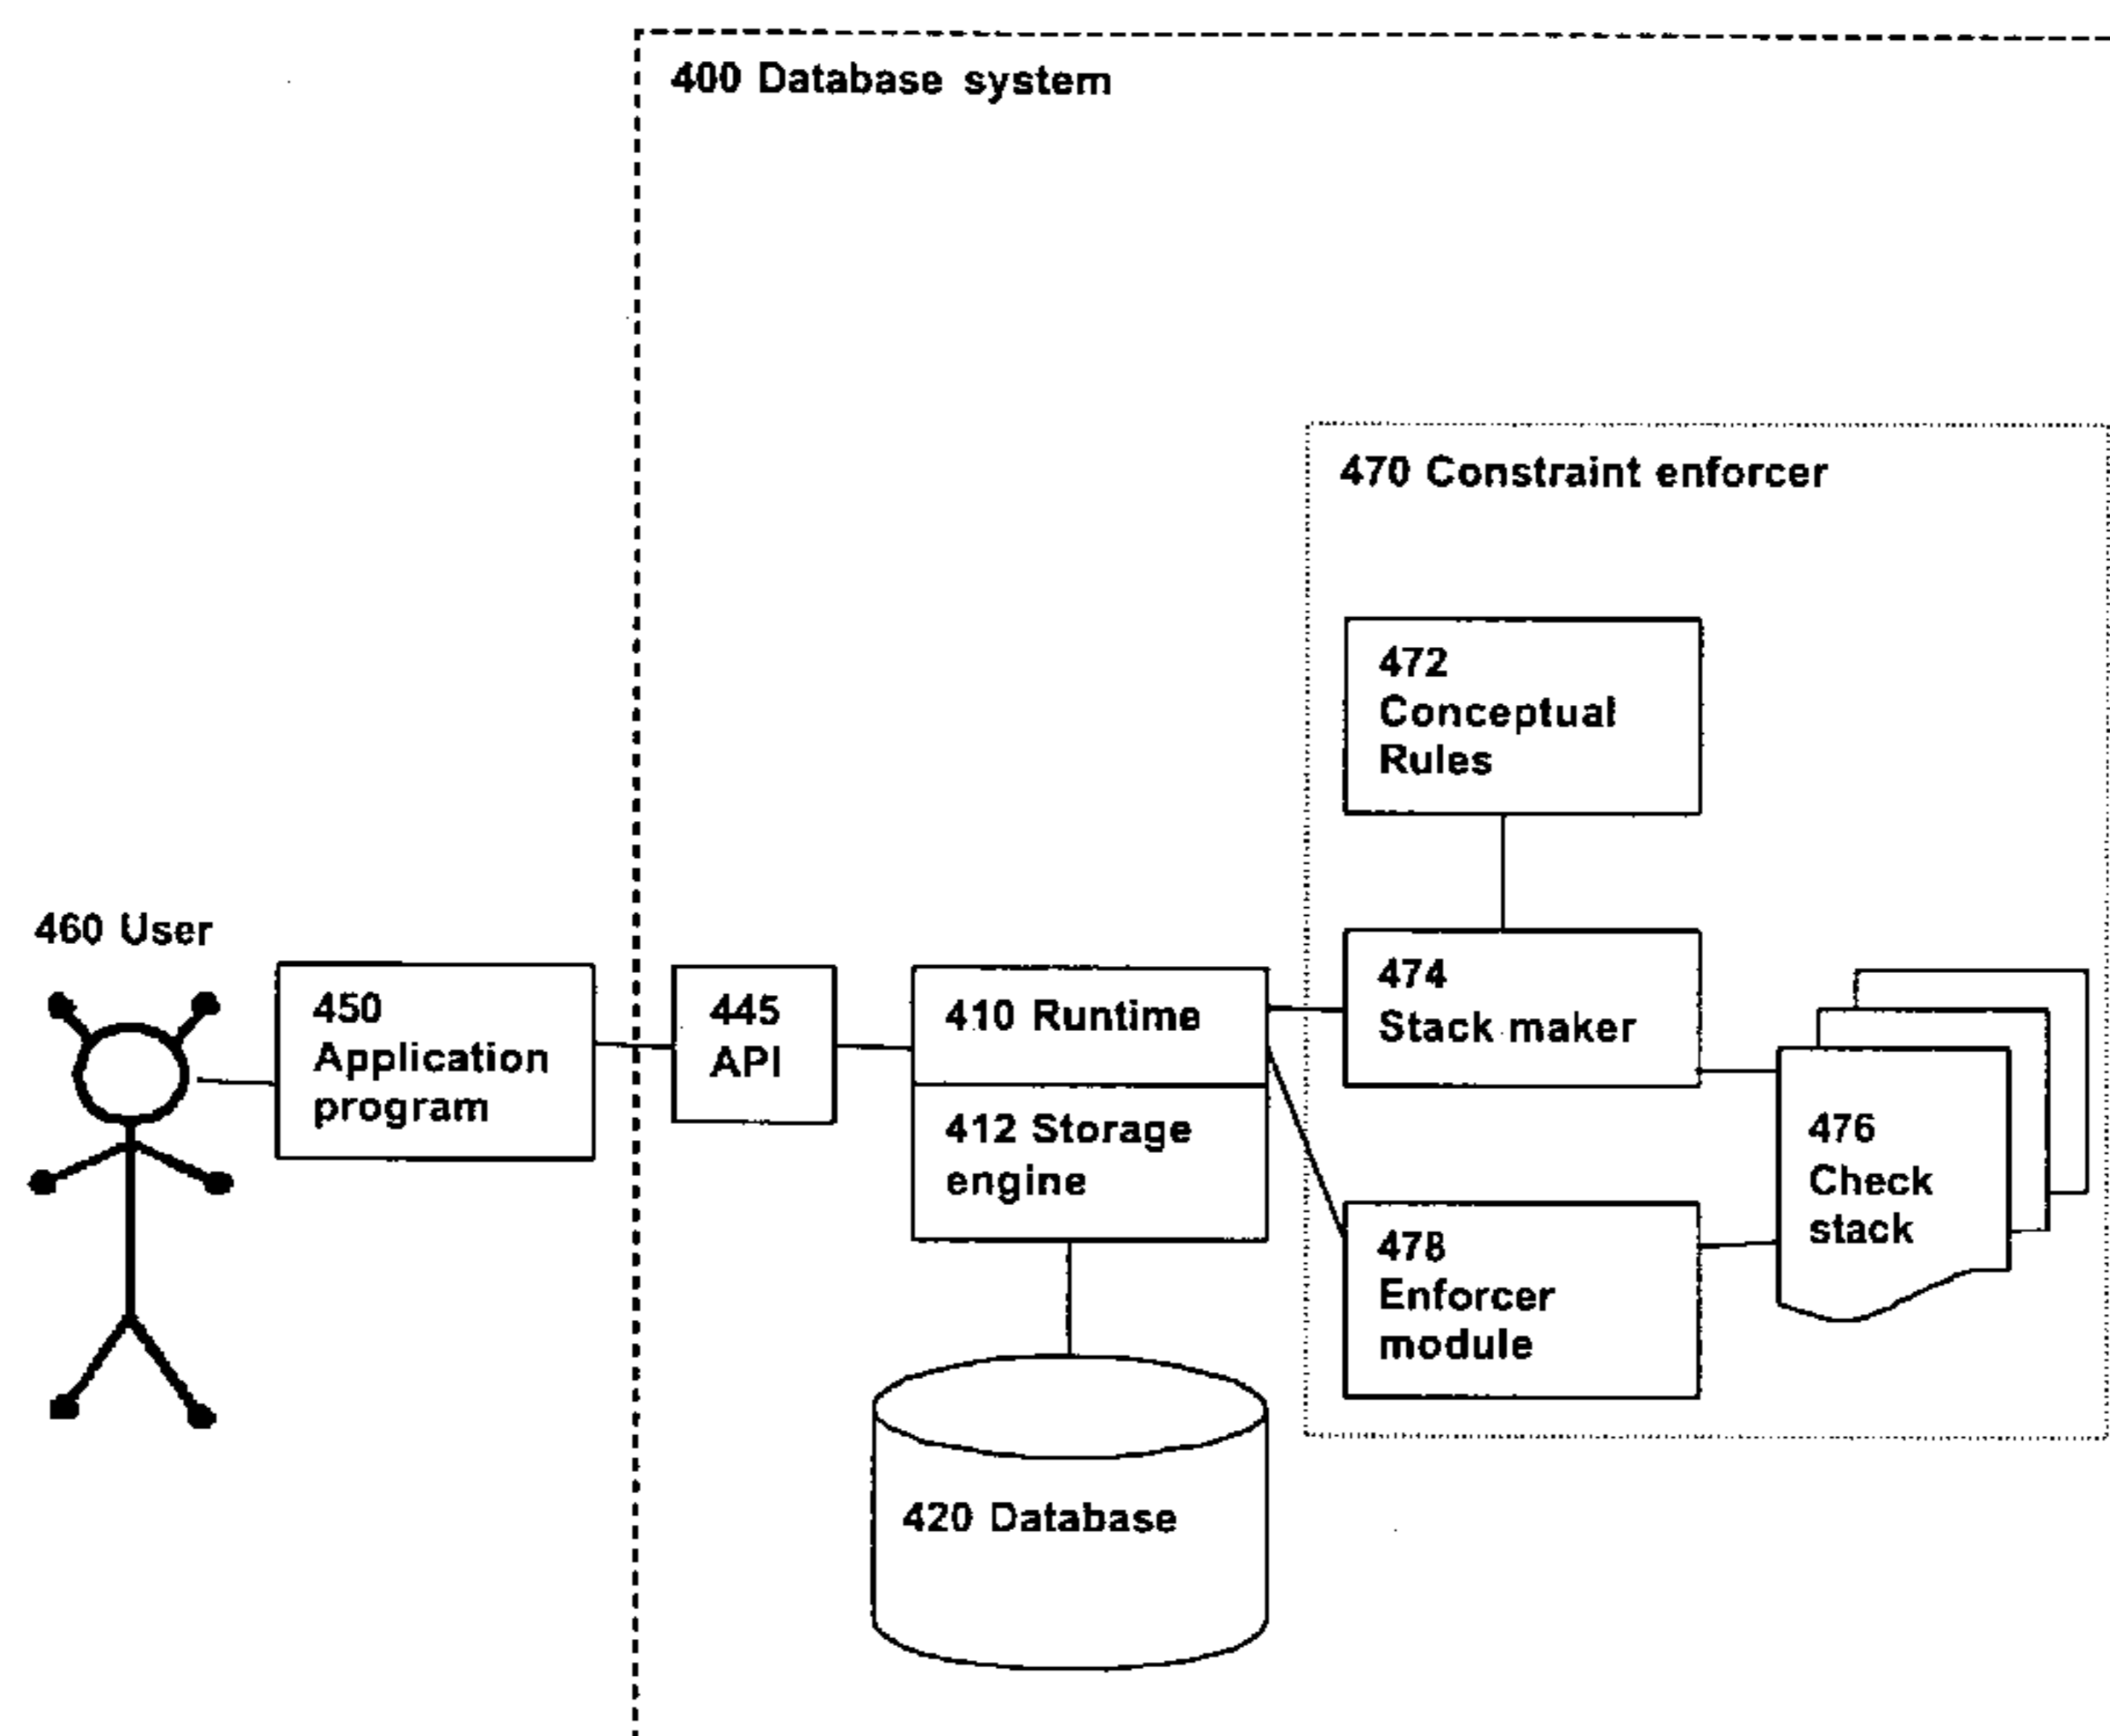 400 Database system
470 Constraint enforcer
472
Conceptual
Rules
460 User
450
Application
program
445
API
410 Runtime
412 Storage
engine
474
Stack maker
476
Check
stack
478
Enforcer
module
420 Database